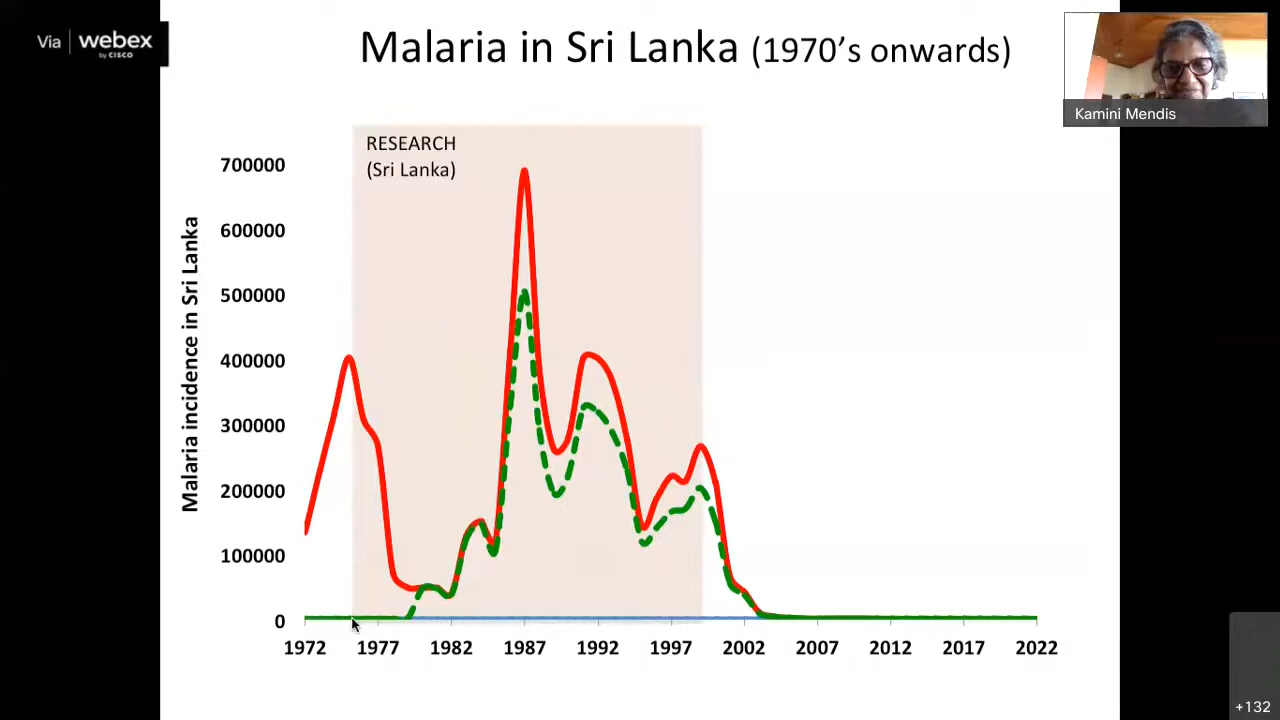 Via webex
by CISCO
Malaria in Sri Lanka (1970's onwards)
Kamini Mendis
RESEARCH
(Sri Lanka)
Malaria incidence in Sri Lanka
700000
600000
500000
400000
300000
200000
100000
0
1972 1977 1982 1987 1992 1997 2002 2007 2012 2017 2022
+132